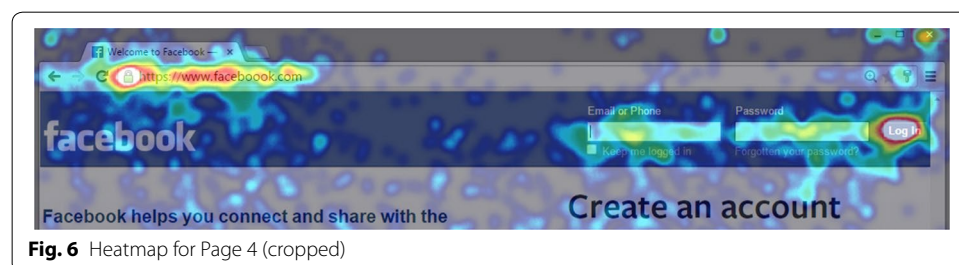 Welcome to Facebook —
https://www.faceboook.com
Email or Phone
Password
facebook
Log In
Keep me logged in
Forgotten your password?
Facebook helps you connect and share with the
Create an account
Fig. 6 Heatmap for Page 4 (cropped)